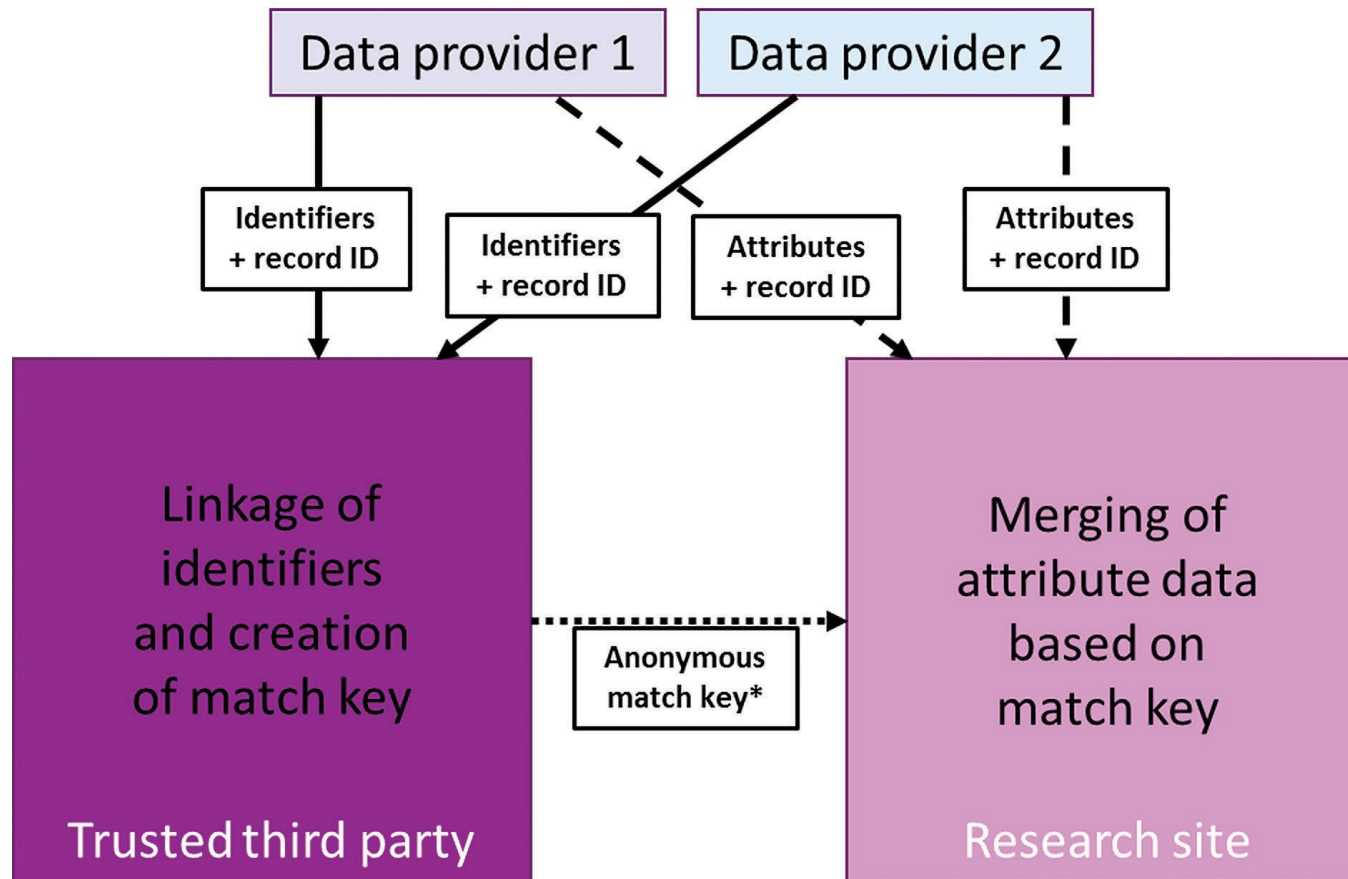 Data provider 1
Data provider 2
Identifiers
+ record ID
Identifiers
+ record ID
Attributes
+ record ID
Attributes
+ record ID
Linkage of
identifiers
and creation
of match key
Trusted third party
Anonymous
match key*
Merging of
attribute data
based on
match key
Research site